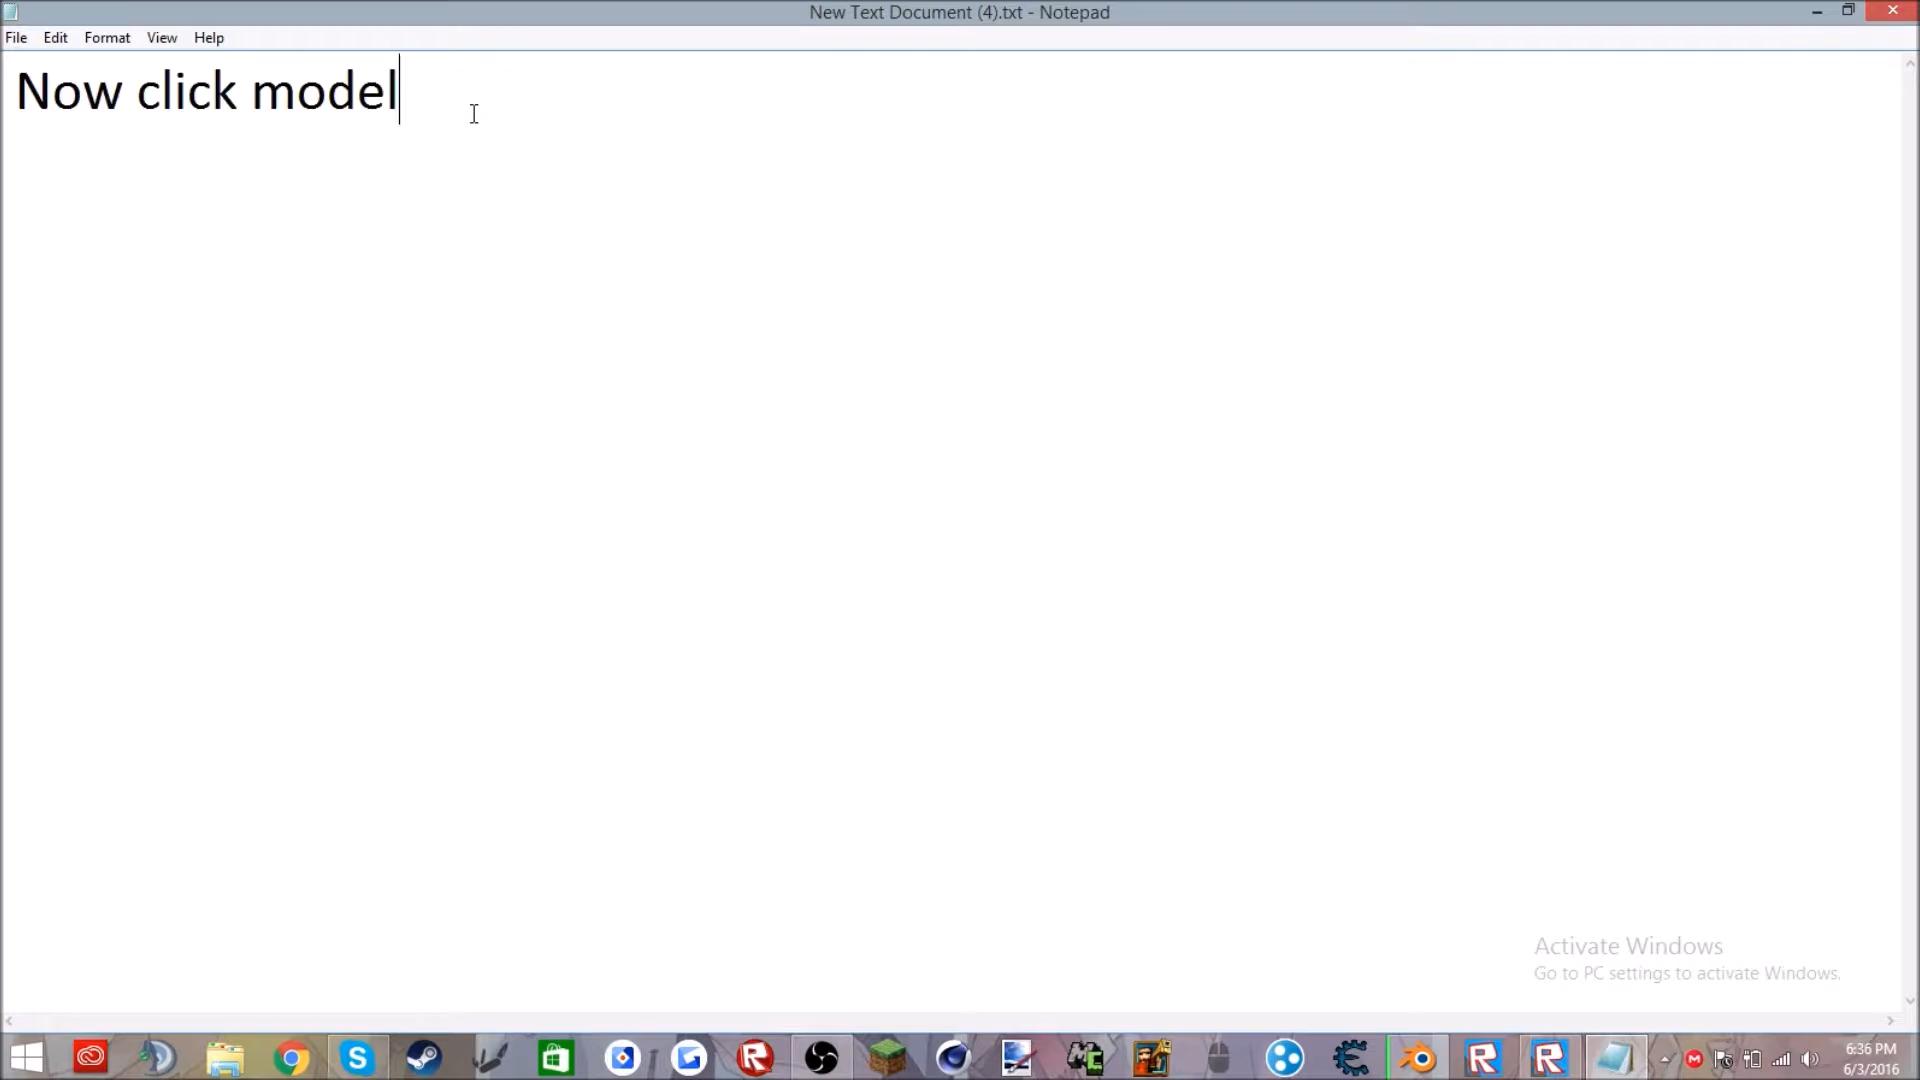 New Text Document (4).txt - Notepad
File Edit Format View Help
Now click model
Activate Windows
Go to PC settings to activate Windows.
6:36 PM
6/3/2016